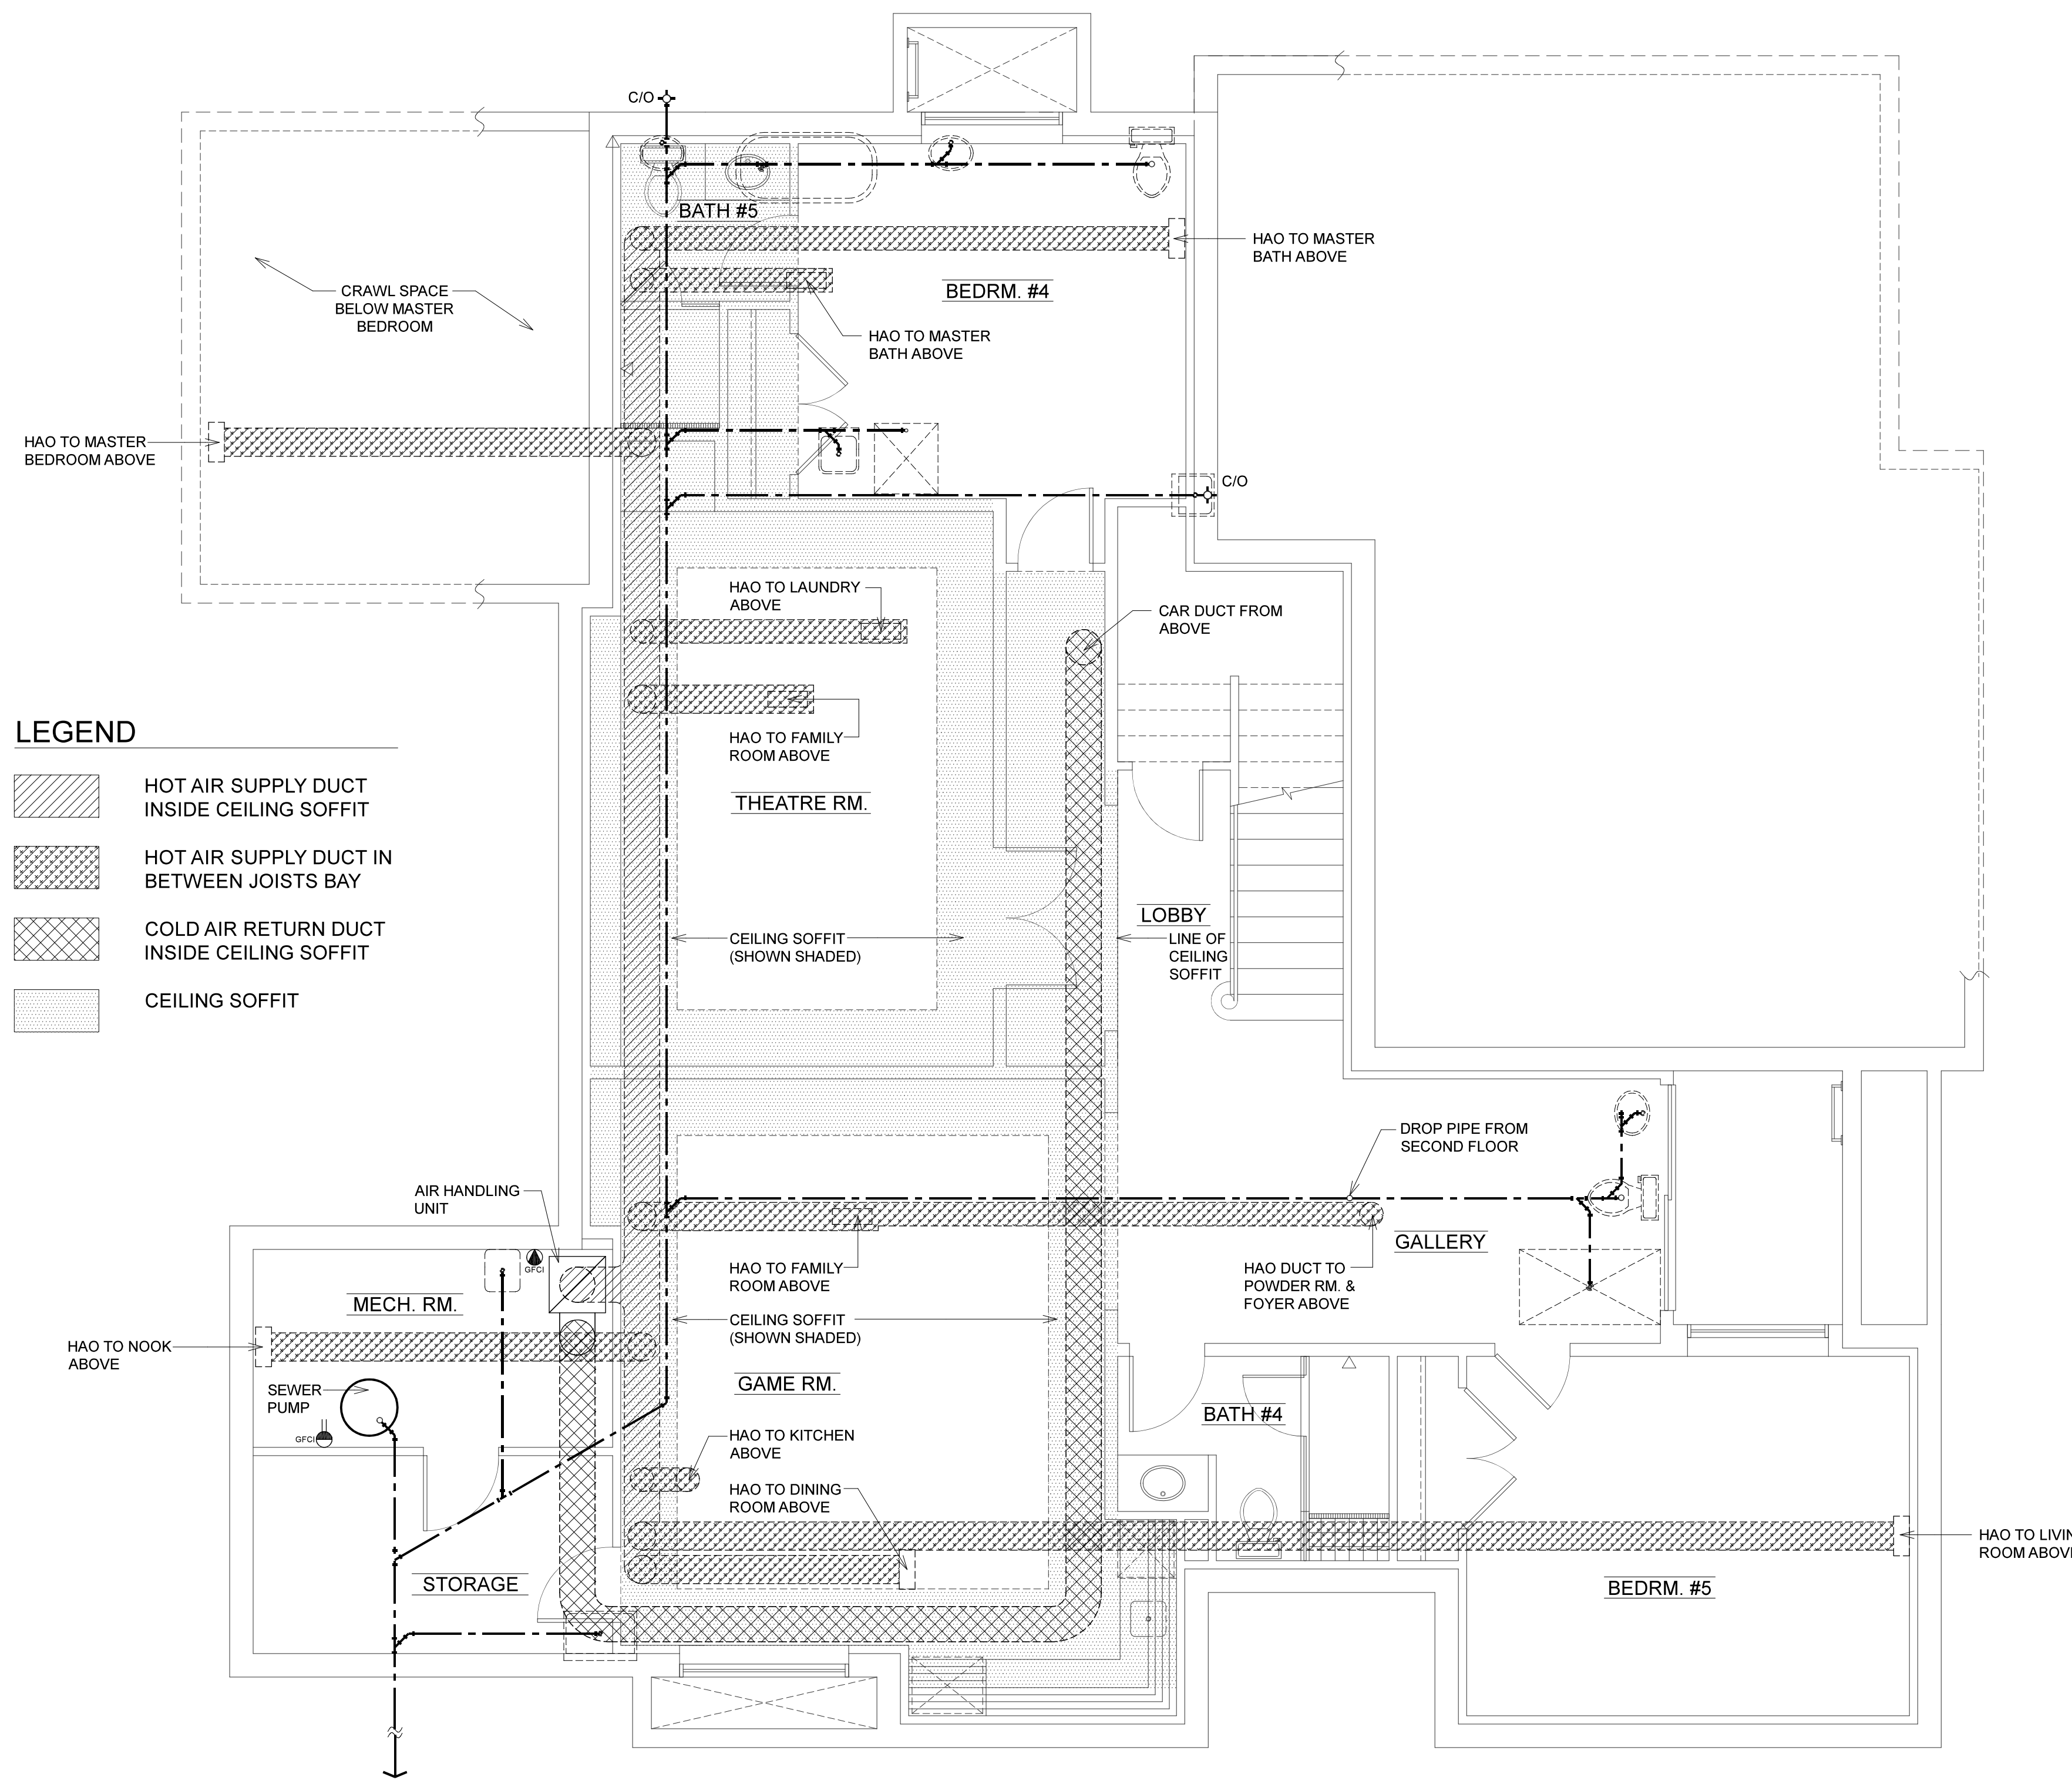 C/O
BATH #5
HAO TO MASTER
BATH ABOVE
CRAWL SPACE
BELOW MASTER
BEDROOM
BEDRM. #4
HAO TO MASTER
BATH ABOVE
HAO TO MASTER
BEDROOM ABOVE
C/O
HAO TO LAUNDRY
ABOVE
CAR DUCT FROM
ABOVE
HAO TO FAMILY
ROOM ABOVE
THEATRE RM.
LEGEND
HOT AIR SUPPLY DUCT
INSIDE CEILING SOFFIT
HOT AIR SUPPLY DUCT IN
BETWEEN JOISTS BAY
COLD AIR RETURN DUCT
INSIDE CEILING SOFFIT
CEILING SOFFIT
LOBBY
CEILING SOFFIT
(SHOWN SHADED)
LINE OF
CEILING
SOFFIT
DROP PIPE FROM
SECOND FLOOR
AIR HANDLING
UNIT
GALLERY
GFCI
HAO TO FAMILY
ROOM ABOVE
HAO DUCT TO
POWDER RM. &
FOYER ABOVE
MECH. RM.
CEILING SOFFIT
(SHOWN SHADED)
HAO TO NOOK
ABOVE
GAME RM.
SEWER
PUMP
GFCI
BATH #4
HAO TO KITCHEN
ABOVE
HAO TO DINING
ROOM ABOVE
HAO TO LIVIN
ROOM ABOV
STORAGE
BEDRM. #5